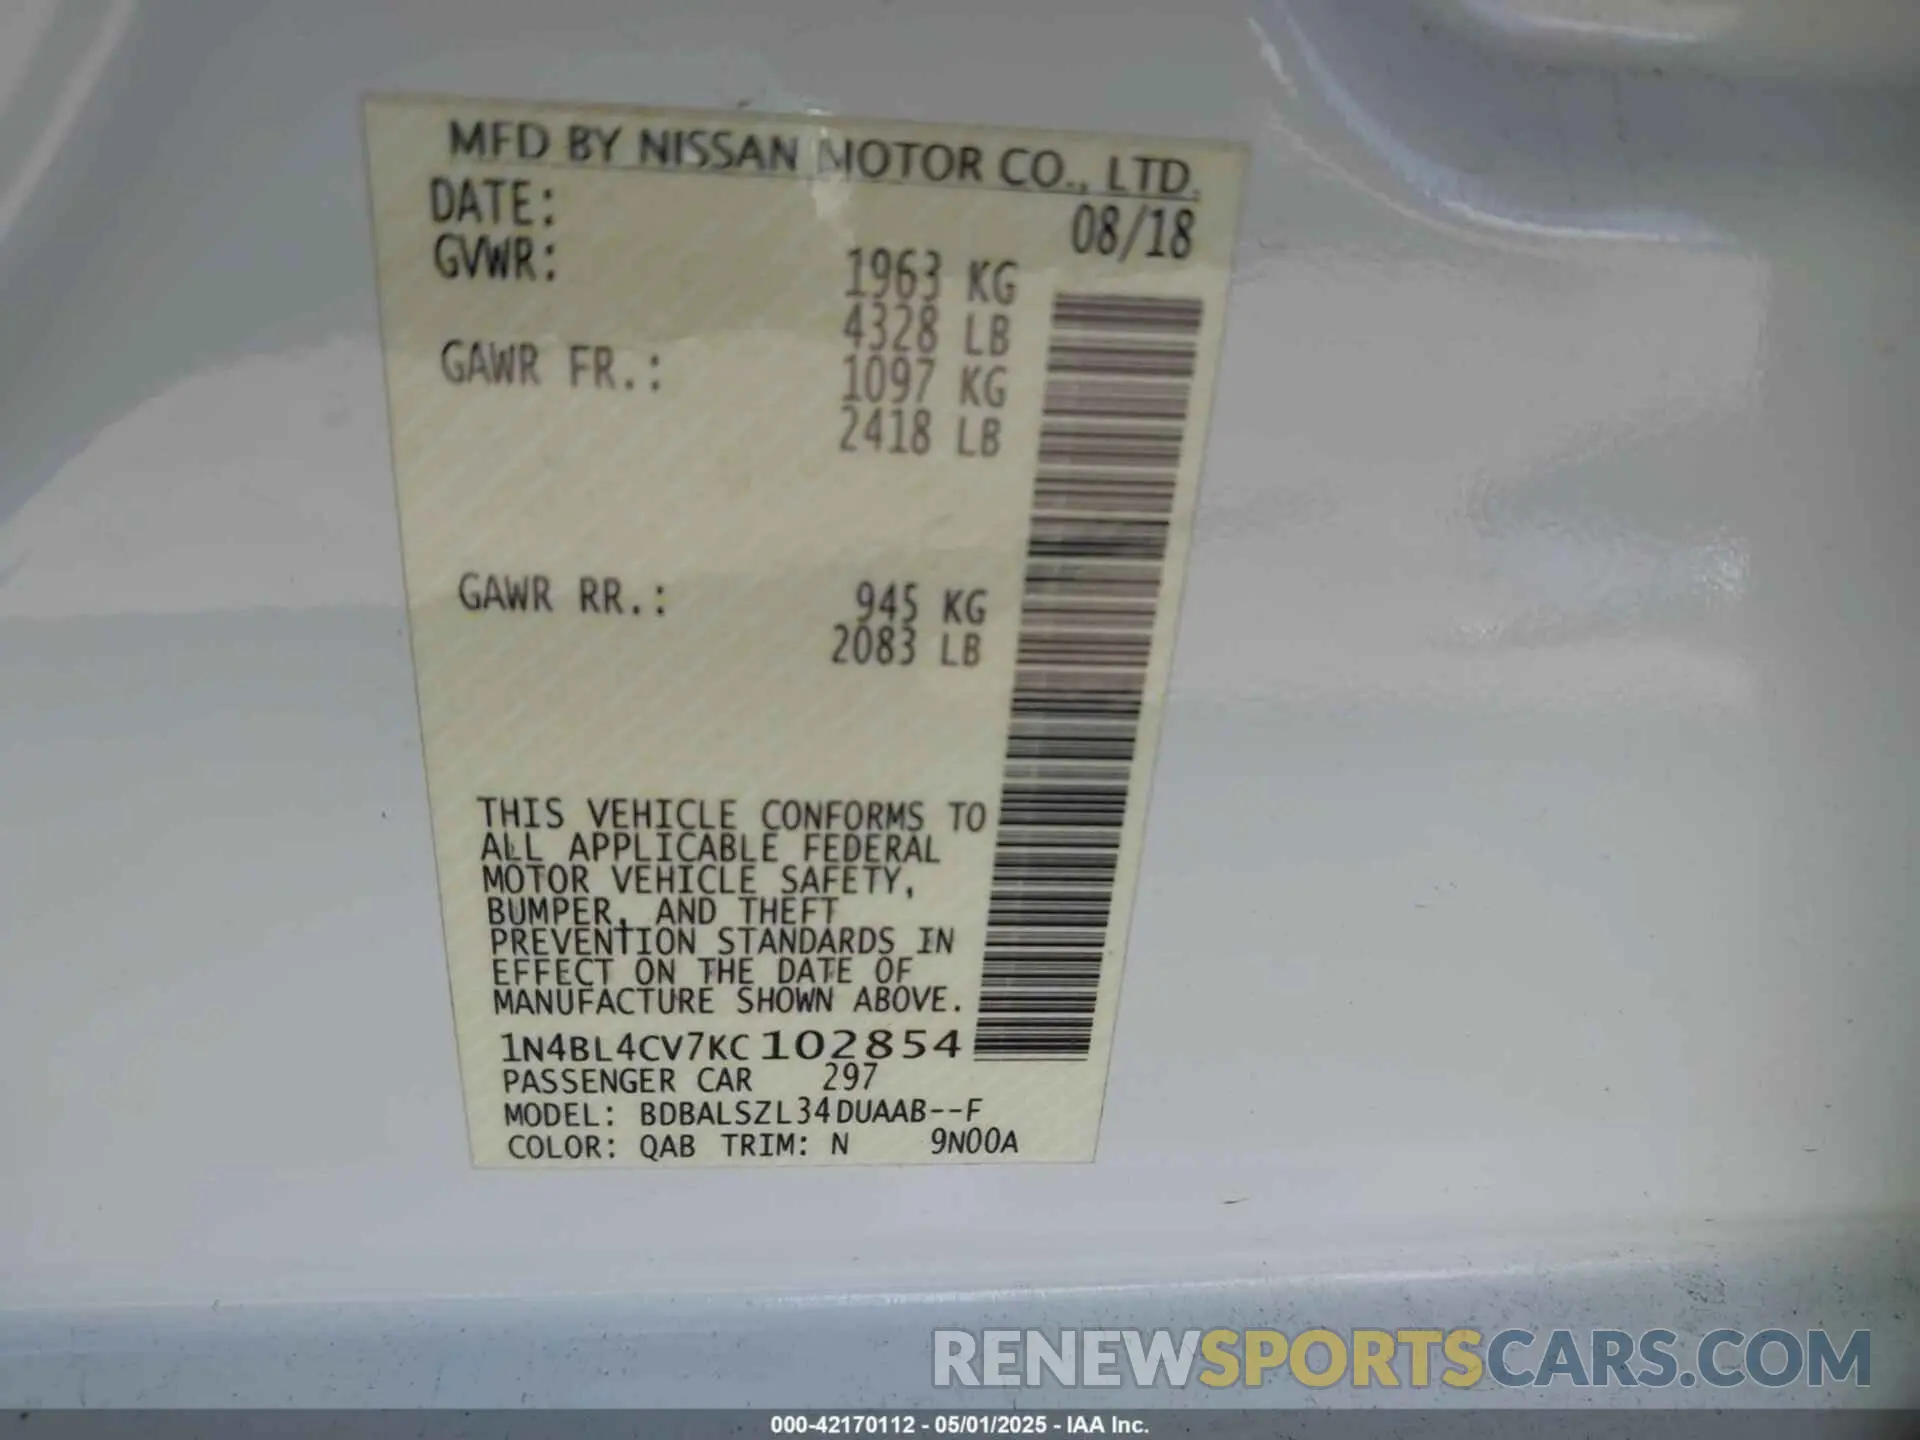 MFD BY NISSAN MOTOR CO., LTD.
DATE: 08/18
GVWR: 1963 KG
4328 LB
GAWR FR.: 1097 KG
2418 LB
GAWR RR.: 945 KG
2083 LB
THIS VEHICLE CONFORMS TO
ALL APPLICABLE FEDERAL
MOTOR VEHICLE SAFETY,
BUMPER, AND THEFT
PREVENTION STANDARDS IN
EFFECT ON THE DATE OF
MANUFACTURE SHOWN ABOVE.
1N4BL4CV7KC102854
PASSENGER CAR 297
MODEL: BDBALSZL34DUAAB--F
COLOR: QAB TRIM: N 9N00A
RENEWSPORTSCARS.COM
000-42170112 - 05/01/2025 - IAA Inc.